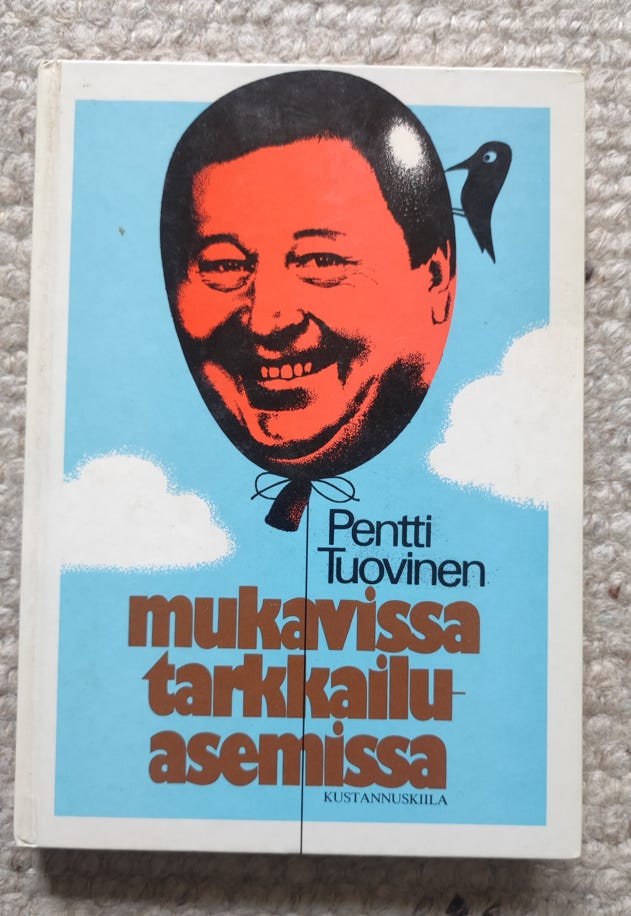 Pentti
Tuovinen
mukavissa
tarkkailu-
asemissa
KUSTANNUSKIILA